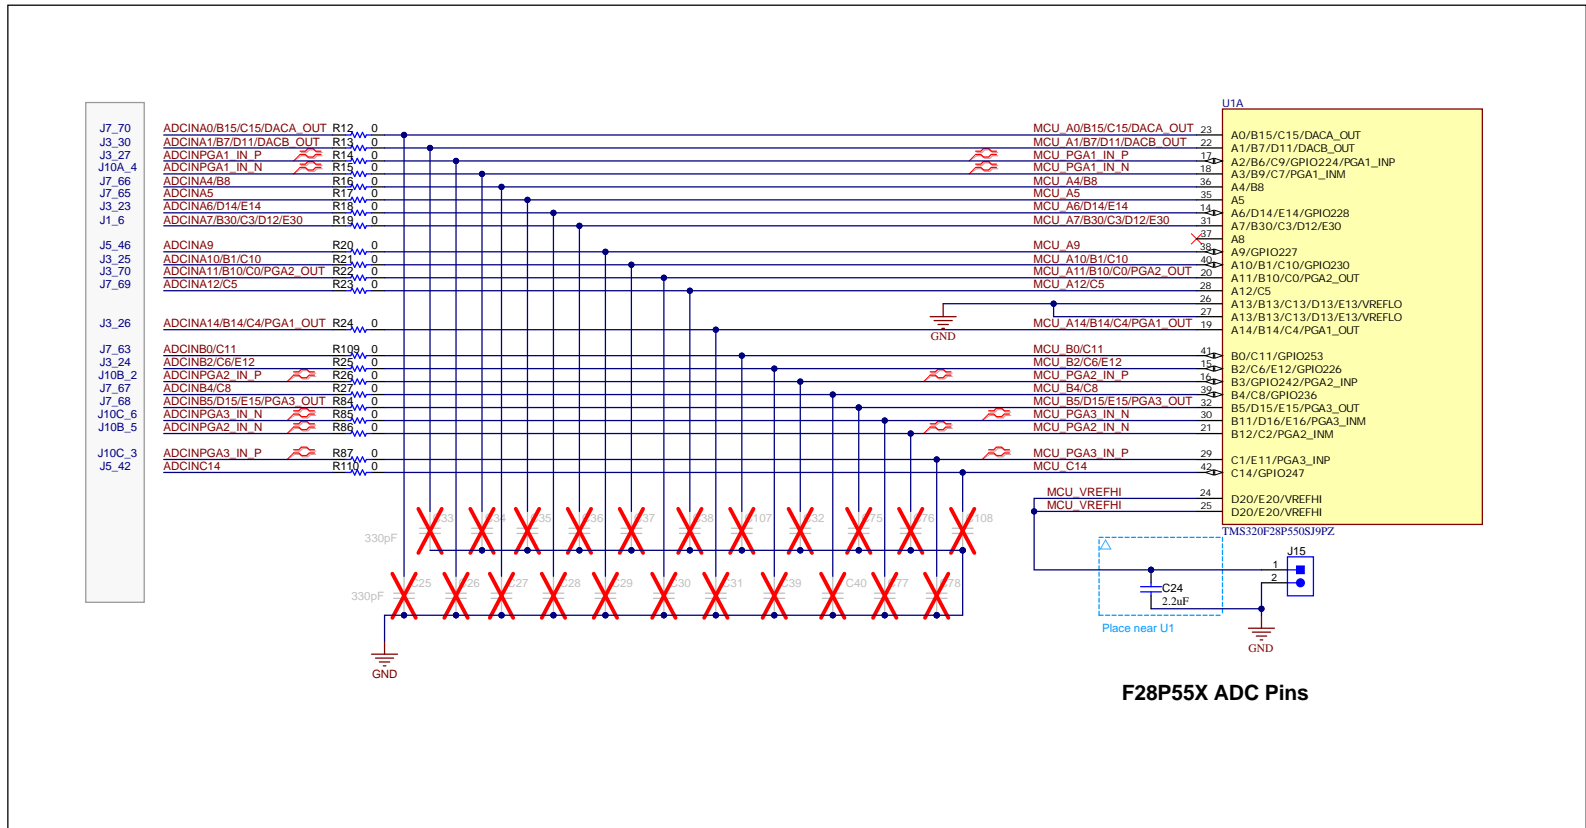 U1A
J7_70 ADCINA0/B15/C15/DACA_OUT R12 0 MCU_A0/B15/C15/DACA_OUT 23 A0/B15/C15/DACA_OUT
J3_30 ADCINA1/B7/D11/DACB_OUT R13 0 MCU_A1/B7/D11/DACB_OUT 22 A1/B7/D11/DACB_OUT
J3_27 ADCINPGA1_IN_P R14 0 MCU_PGA1_IN_P 17 A2/B6/C9/GPIO224/PGA1_INP
J10A_4 ADCINPGA1_IN_N R15 0 MCU_PGA1_IN_N 18 A3/B9/C7/PGA1_INM
J7_66 ADCINA4/B8 R16 0 MCU_A4/B8 36 A4/B8
J7_65 ADCINA5 R17 0 MCU_A5 35 A5
J3_23 ADCINA6/D14/E14 R18 0 MCU_A6/D14/E14 14 A6/D14/E14/GPIO228
J1_6 ADCINA7/B30/C3/D12/E30 R19 0 MCU_A7/B30/C3/D12/E30 31 A7/B30/C3/D12/E30
37 A8
J5_46 ADCINA9 R20 0 MCU_A9 38 A9/GPIO227
J3_25 ADCINA10/B1/C10 R21 0 MCU_A10/B1/C10 40 A10/B1/C10/GPIO230
J3_70 ADCINA11/B10/C0/PGA2_OUT R22 0 MCU_A11/B10/C0/PGA2_OUT 20 A11/B10/C0/PGA2_OUT
J7_69 ADCINA12/C5 R23 0 MCU_A12/C5 28 A12/C5
26 A13/B13/C13/D13/E13/VREFLO
27 A13/B13/C13/D13/E13/VREFLO
J3_26 ADCINA14/B14/C4/PGA1_OUT R24 0 MCU_A14/B14/C4/PGA1_OUT 19 A14/B14/C4/PGA1_OUT
GND
J7_63 ADCINB0/C11 R109 0 MCU_B0/C11 41 B0/C11/GPIO253
J3_24 ADCINB2/C6/E12 R25 0 MCU_B2/C6/E12 15 B2/C6/E12/GPIO226
J10B_2 ADCINPGA2_IN_P R26 0 MCU_PGA2_IN_P 16 B3/GPIO242/PGA2_INP
J7_67 ADCINB4/C8 R27 0 MCU_B4/C8 39 B4/C8/GPIO236
J7_68 ADCINB5/D15/E15/PGA3_OUT R84 0 MCU_B5/D15/E15/PGA3_OUT 32 B5/D15/E15/PGA3_OUT
J10C_6 ADCINPGA3_IN_N R85 0 MCU_PGA3_IN_N 30 B11/D16/E16/PGA3_INM
J10B_5 ADCINPGA2_IN_N R86 0 MCU_PGA2_IN_N 21 B12/C2/PGA2_INM
J10C_3 ADCINPGA3_IN_P R87 0 MCU_PGA3_IN_P 29 C1/E11/PGA3_INP
J5_42 ADCINC14 R110 0 MCU_C14 42 C14/GPIO247
MCU_VREFHI 24 D20/E20/VREFHI
MCU_VREFHI 25 D20/E20/VREFHI
TMS320F28P550SJ9PZ
330pF
J15
1
2
330pF C25 C27 C28 C29 C30 C31 C39 C40
C24
2.2uF
Place near U1
GND
GND
F28P55X ADC Pins